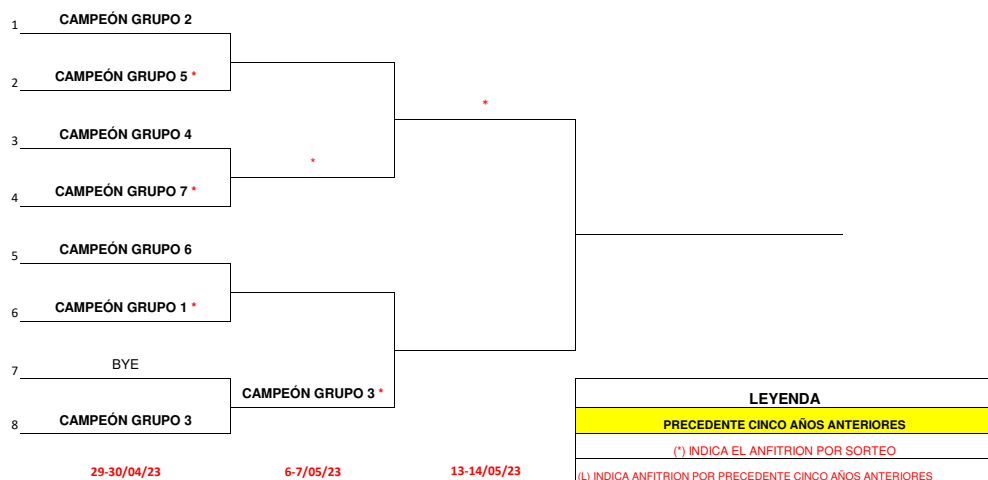 1 CAMPEÓN GRUPO 2
2 CAMPEÓN GRUPO 5 *
*
3 CAMPEÓN GRUPO 4
*
4 CAMPEÓN GRUPO 7 *
5 CAMPEÓN GRUPO 6
6 CAMPEÓN GRUPO 1 *
7 BYE
CAMPEÓN GRUPO 3 *
8 CAMPEÓN GRUPO 3
LEYENDA
PRECEDENTE CINCO AÑOS ANTERIORES
(*) INDICA EL ANFITRION POR SORTEO
(L) INDICA ANFITRION POR PRECEDENTE CINCO AÑOS ANTERIORES
29-30/04/23 6-7/05/23 13-14/05/23